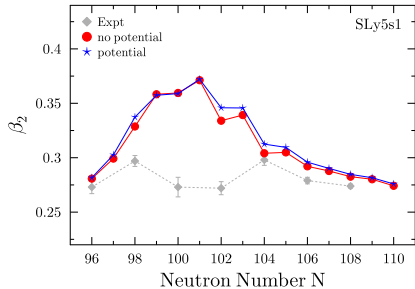 SLy5s1
Expt
no potential
potential
0.4
0.35
0.3
0.25
β₂
96 98 100 102 104 106 108 110
Neutron Number N